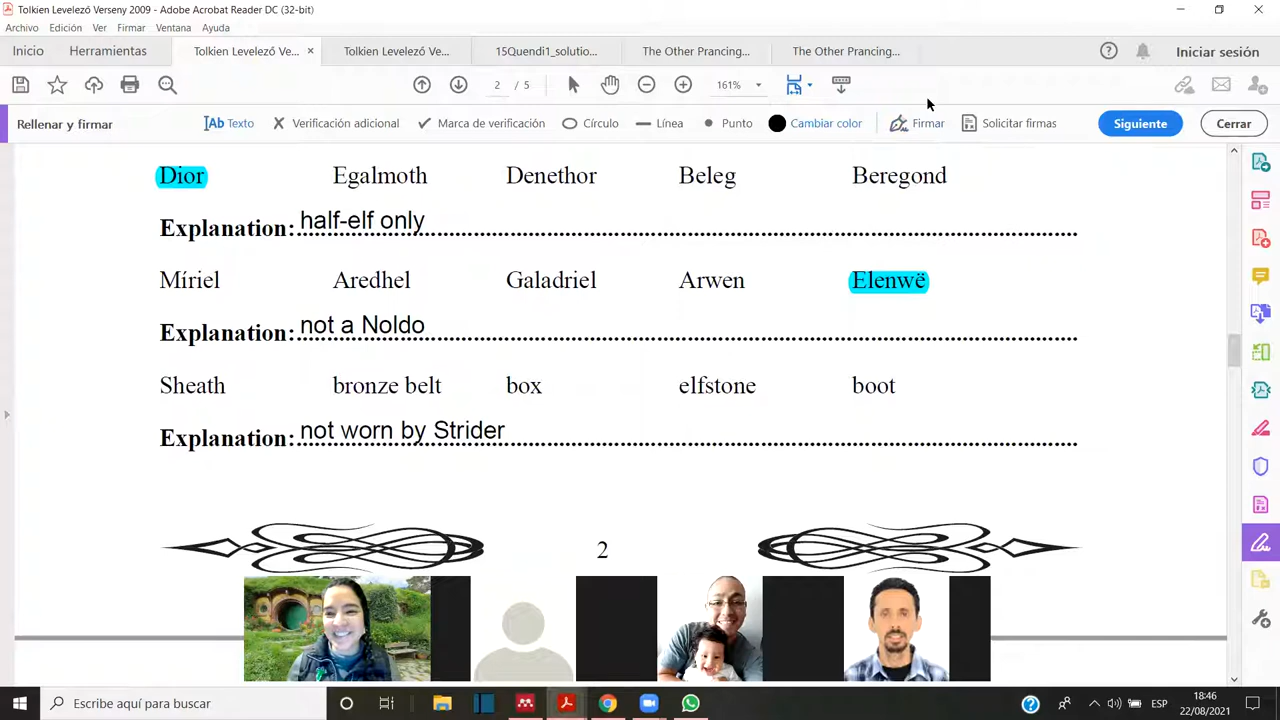 Tolkien Levelező Verseny 2009 - Adobe Acrobat Reader DC (32-bit)
Archivo Edición Ver Firmar Ventana Ayuda
Inicio Herramientas Tolkien Levelező Ve... × Tolkien Levelező Ve... 15Quendi1_solutio... The Other Prancing... The Other Prancing... Iniciar sesión
2 / 5 161%
Rellenar y firmar Ab Texto Verificación adicional Marca de verificación Círculo Línea Punto Cambiar color Firmar Solicitar firmas Siguiente Cerrar
Dior Egalmoth Denethor Beleg Beregond
Explanation: half-elf only
Míriel Aredhel Galadriel Arwen Elenwë
Explanation: not a Noldo
Sheath bronze belt box elfstone boot
Explanation: not worn by Strider
2
Escribe aquí para buscar
ESP
18:46
22/08/2021